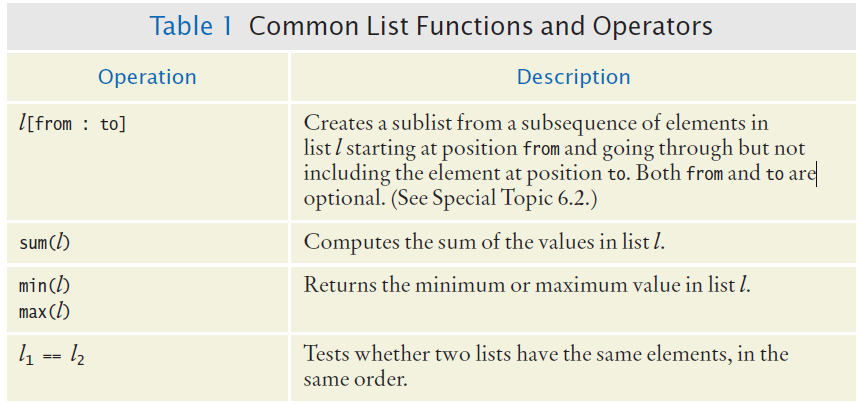 Table 1 Common List Functions and Operators
Operation Description
l[from : to] Creates a sublist from a subsequence of elements in
list l starting at position from and going through but not
including the element at position to. Both from and to are
optional. (See Special Topic 6.2.)
sum(l) Computes the sum of the values in list l.
min(l) Returns the minimum or maximum value in list l.
max(l)
l₁ == l₂ Tests whether two lists have the same elements, in the
same order.